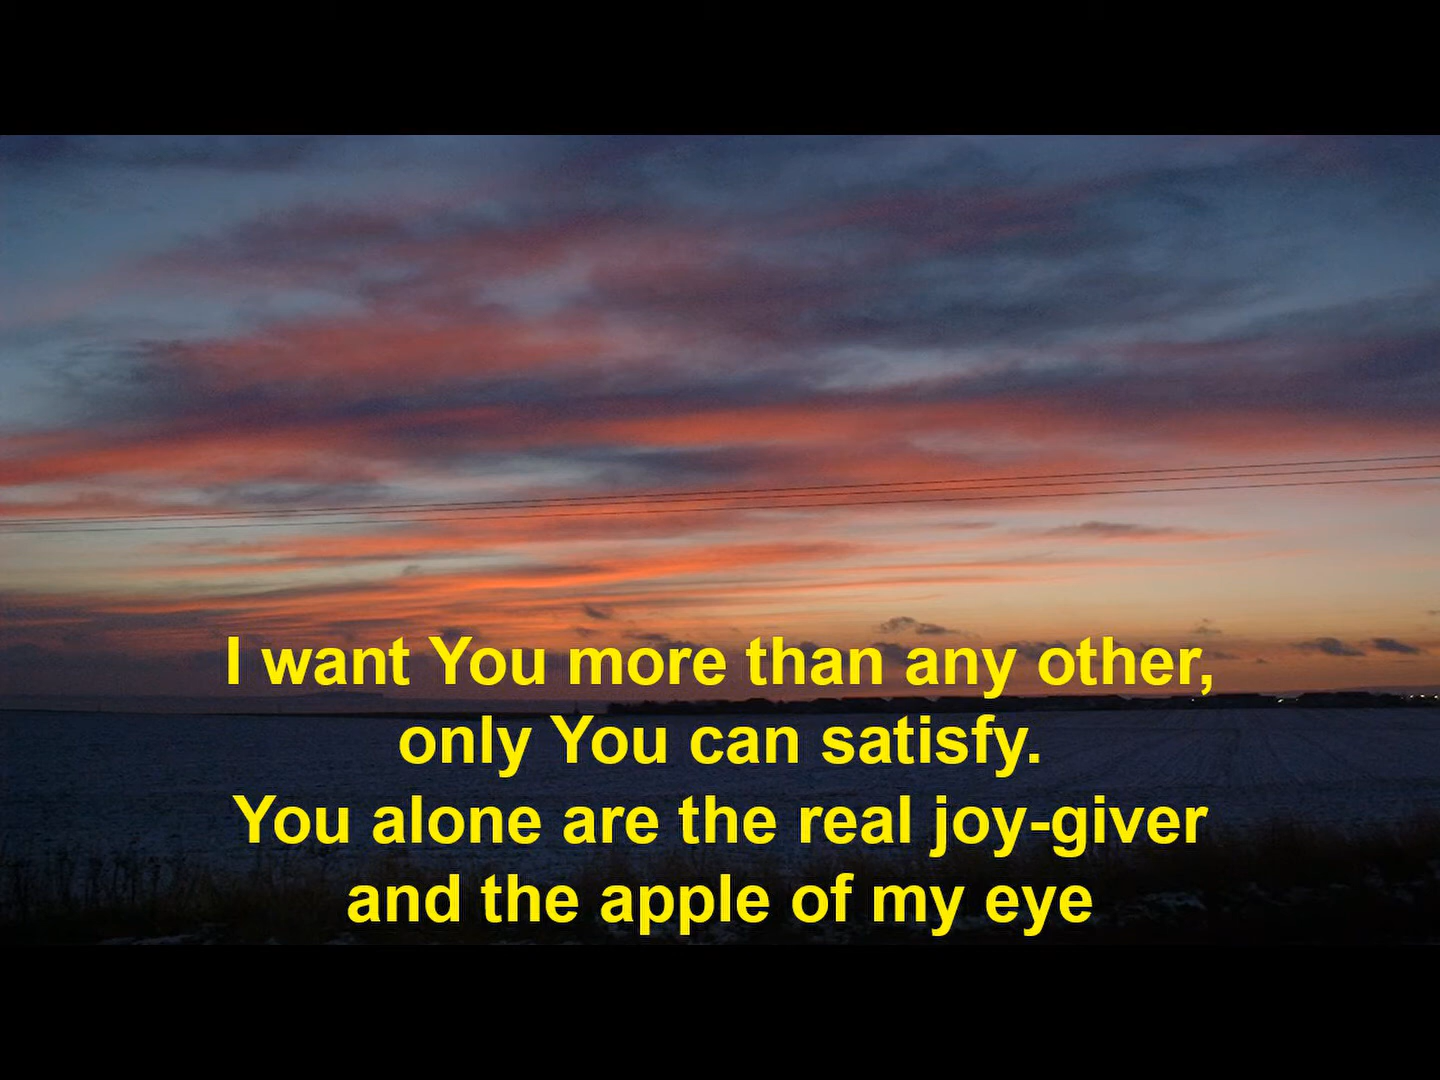 I want You more than any other,
only You can satisfy.
You alone are the real joy-giver
and the apple of my eye